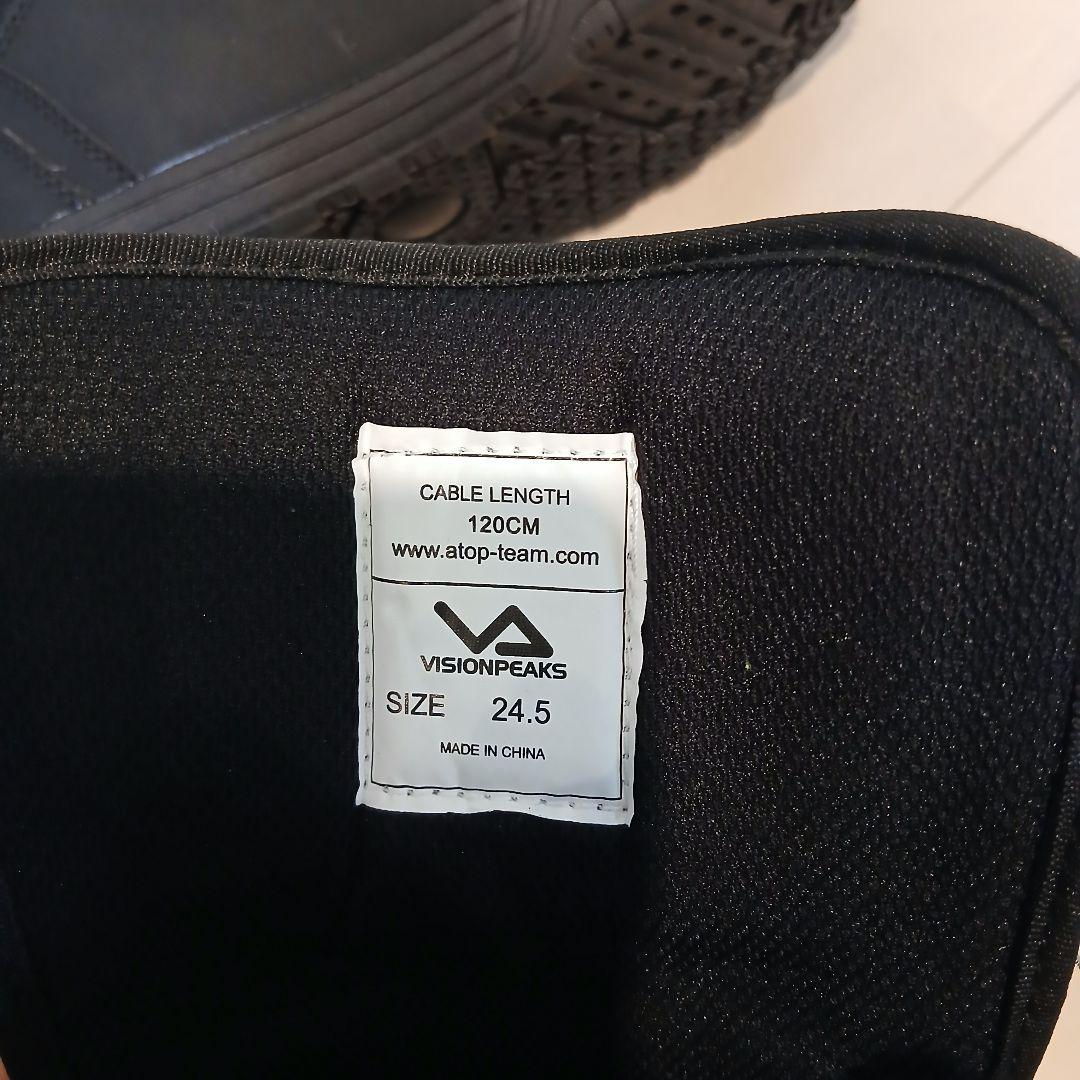 CABLE LENGTH
120CM
www.atop-team.com
VISIONPEAKS
SIZE 24.5
MADE IN CHINA